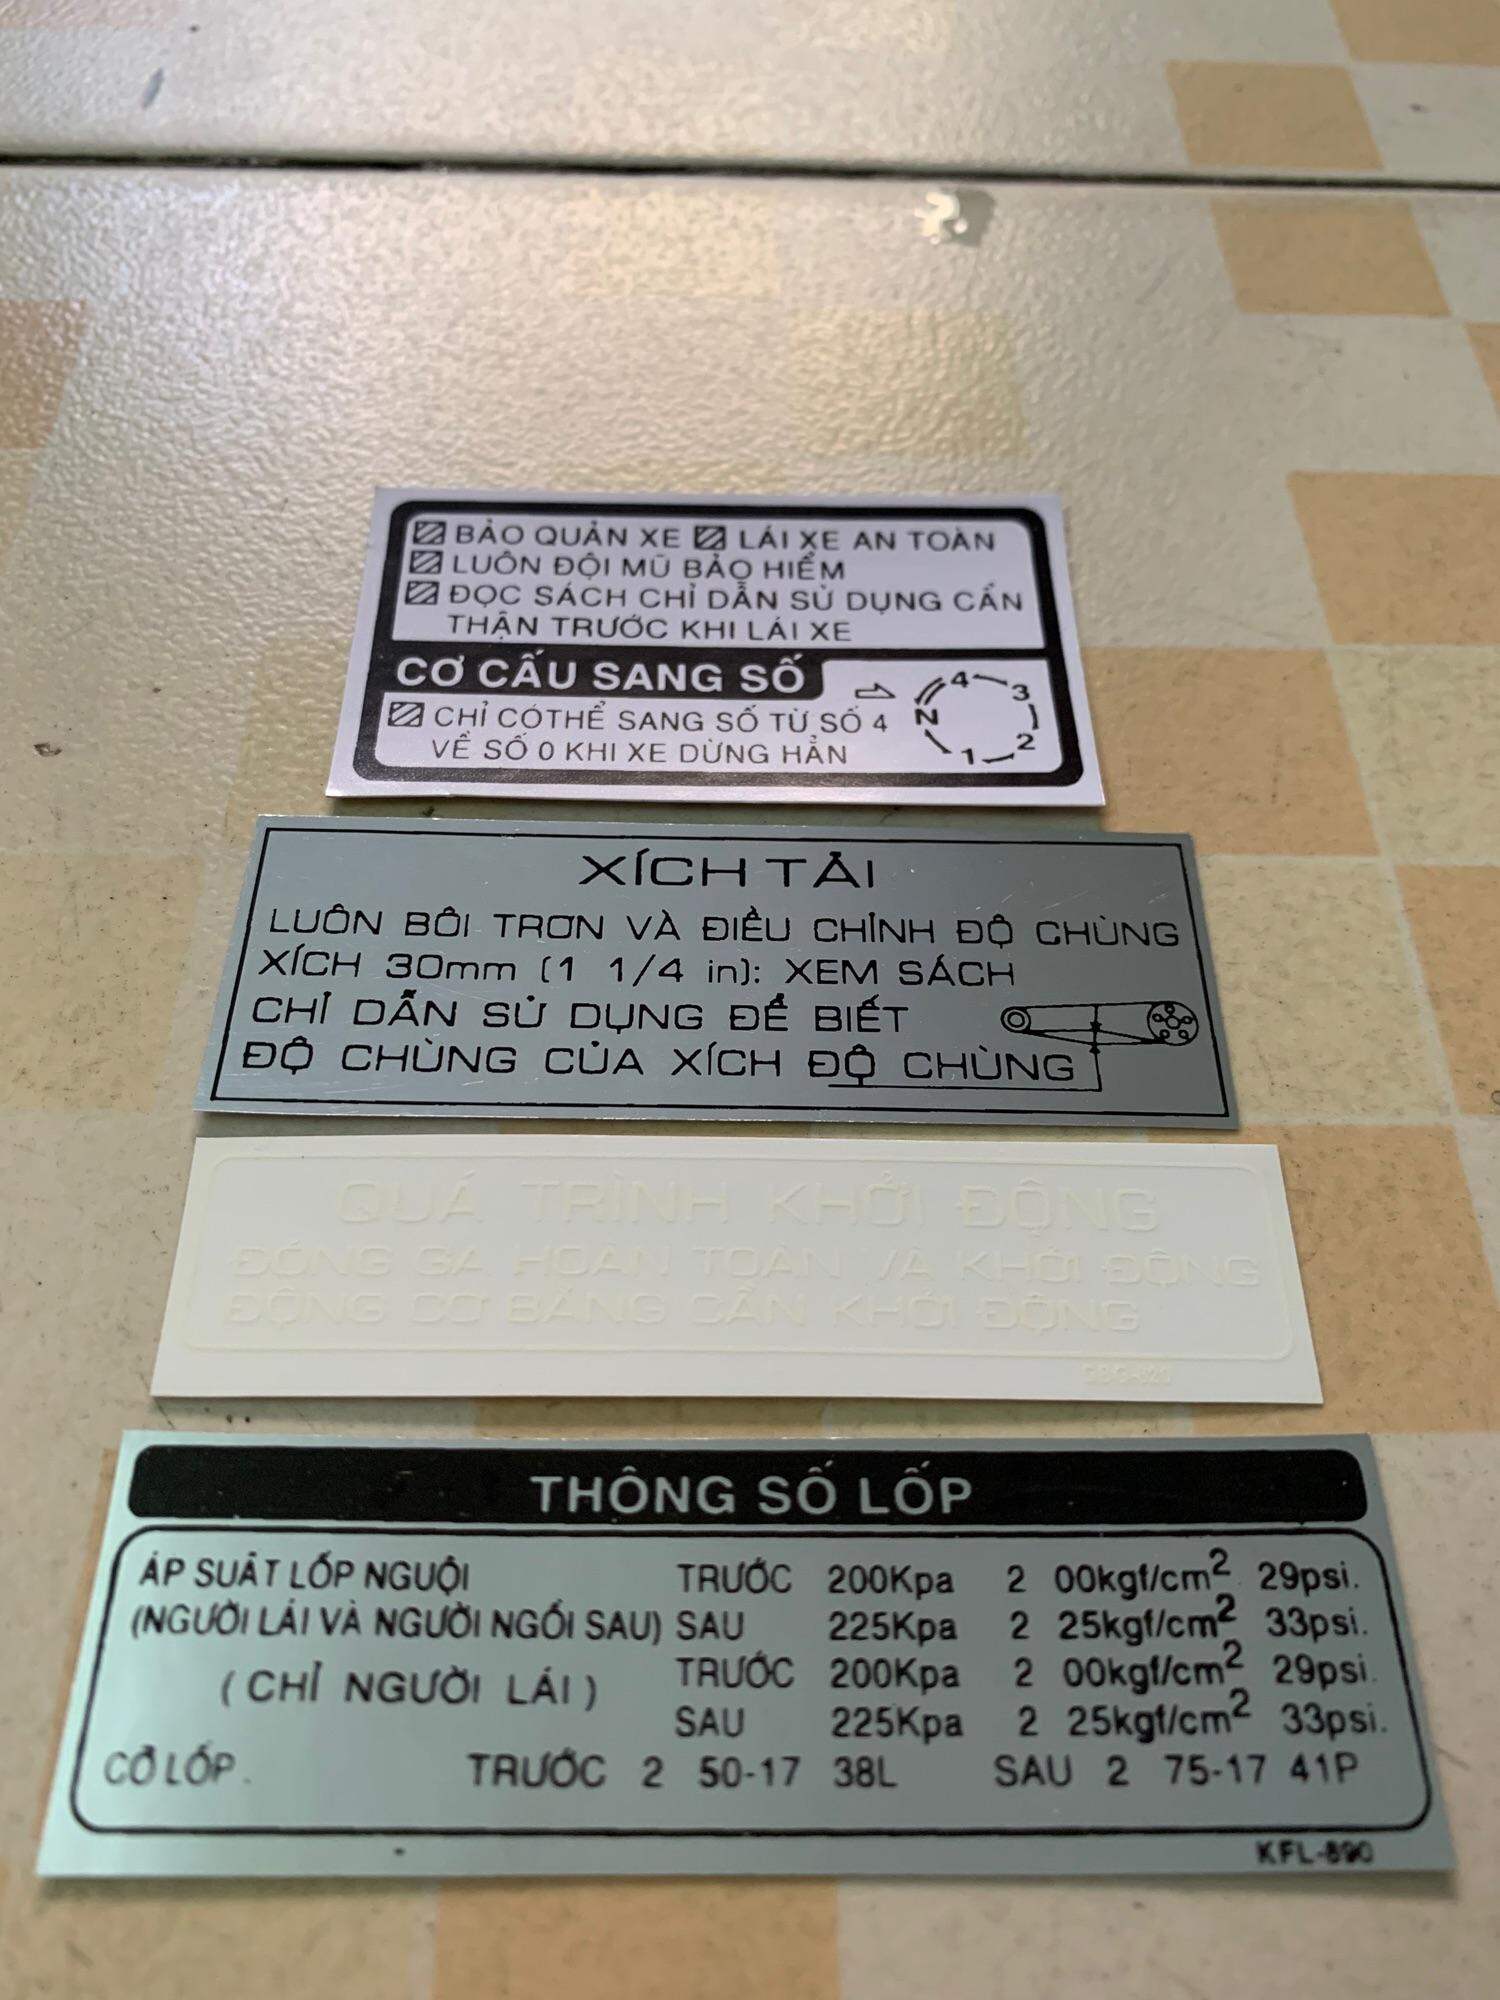 BẢO QUẢN XE LÁI XE AN TOÀN
LUÔN ĐỘI MŨ BẢO HIỂM
ĐỌC SÁCH CHỈ DẪN SỬ DỤNG CẨN
THẬN TRƯỚC KHI LÁI XE
CƠ CẤU SANG SỐ
CHỈ CÓTHỂ SANG SỐ TỪ SỐ 4
VỀ SỐ 0 KHI XE DỪNG HẲN
N 4 3 2 1
XÍCH TẢI
LUÔN BÔI TRƠN VÀ ĐIỀU CHỈNH ĐỘ CHÙNG
XÍCH 30mm (1 1/4 in): XEM SÁCH
CHỈ DẪN SỬ DỤNG ĐỂ BIẾT
ĐỘ CHÙNG CỦA XÍCH ĐỘ CHÙNG
QUÁ TRÌNH KHỞI ĐỘNG
ĐÓNG GA HOÀN TOÀN VÀ KHỞI ĐỘNG
ĐỘNG CƠ BẰNG CẦN KHỞI ĐỘNG
THÔNG SỐ LỐP
ÁP SUẤT LỐP NGUỘI TRƯỚC 200Kpa 2 00kgf/cm2 29psi.
(NGƯỜI LÁI VÀ NGƯỜI NGỒI SAU) SAU 225Kpa 2 25kgf/cm2 33psi.
(CHỈ NGƯỜI LÁI) TRƯỚC 200Kpa 2 00kgf/cm2 29psi.
SAU 225Kpa 2 25kgf/cm2 33psi.
CỠ LỐP. TRƯỚC 2 50-17 38L SAU 2 75-17 41P
KFL-890